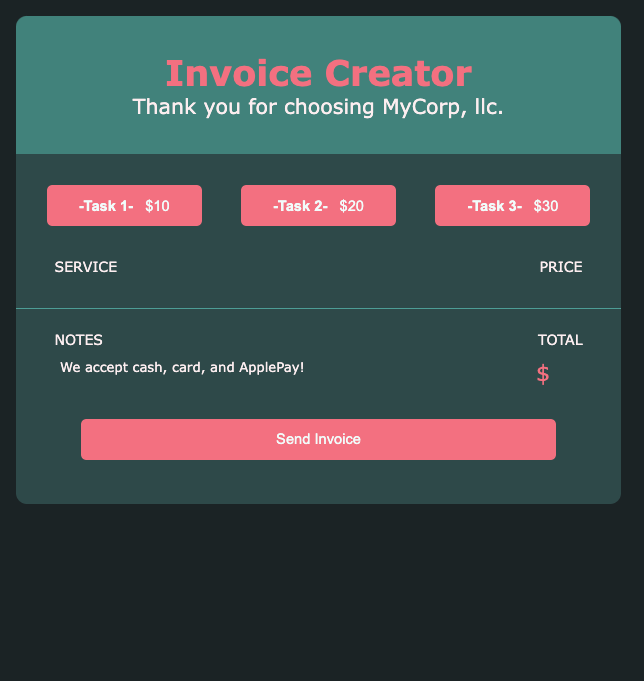 Invoice Creator
Thank you for choosing MyCorp, llc.
-Task 1- $10 -Task 2- $20 -Task 3- $30
SERVICE PRICE
NOTES TOTAL
We accept cash, card, and ApplePay! $
Send Invoice